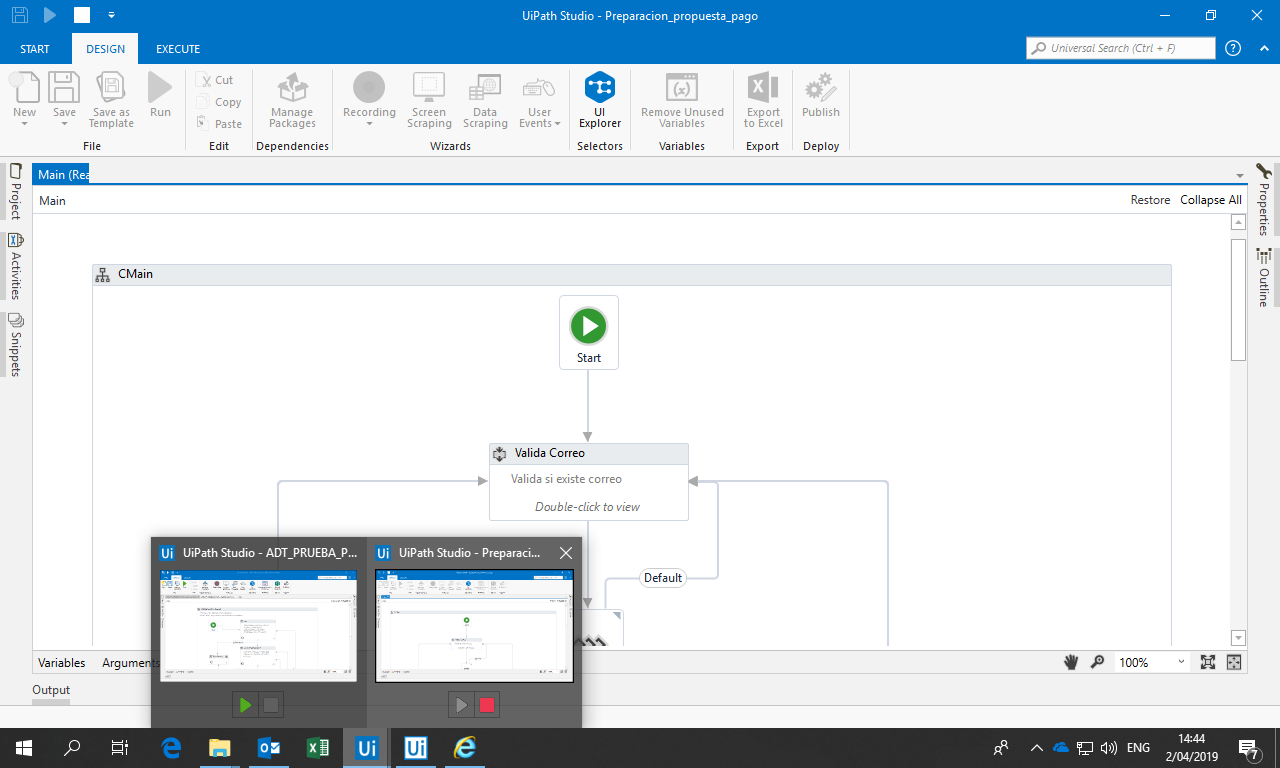 UiPath Studio - Preparacion_propuesta_pago
START
DESIGN
EXECUTE
Universal Search (Ctrl + F)
New
Save
Save as
Template
Run
File
Cut
Copy
Paste
Edit
Manage
Packages
Dependencies
Recording
Screen
Scraping
Data
Scraping
User
Events
Wizards
UI
Explorer
Selectors
Remove Unused
Variables
Variables
Export
to Excel
Export
Publish
Deploy
Main (Rea
Main
Restore
Collapse All
Project
Activities
Snippets
Properties
Outline
CMain
Start
Valida Correo
Valida si existe correo
Double-click to view
Default
Variables
Arguments
100%
Output
UiPath Studio - ADT_PRUEBA_P...
UiPath Studio - Preparaci...
ENG
14:44
2/04/2019
7